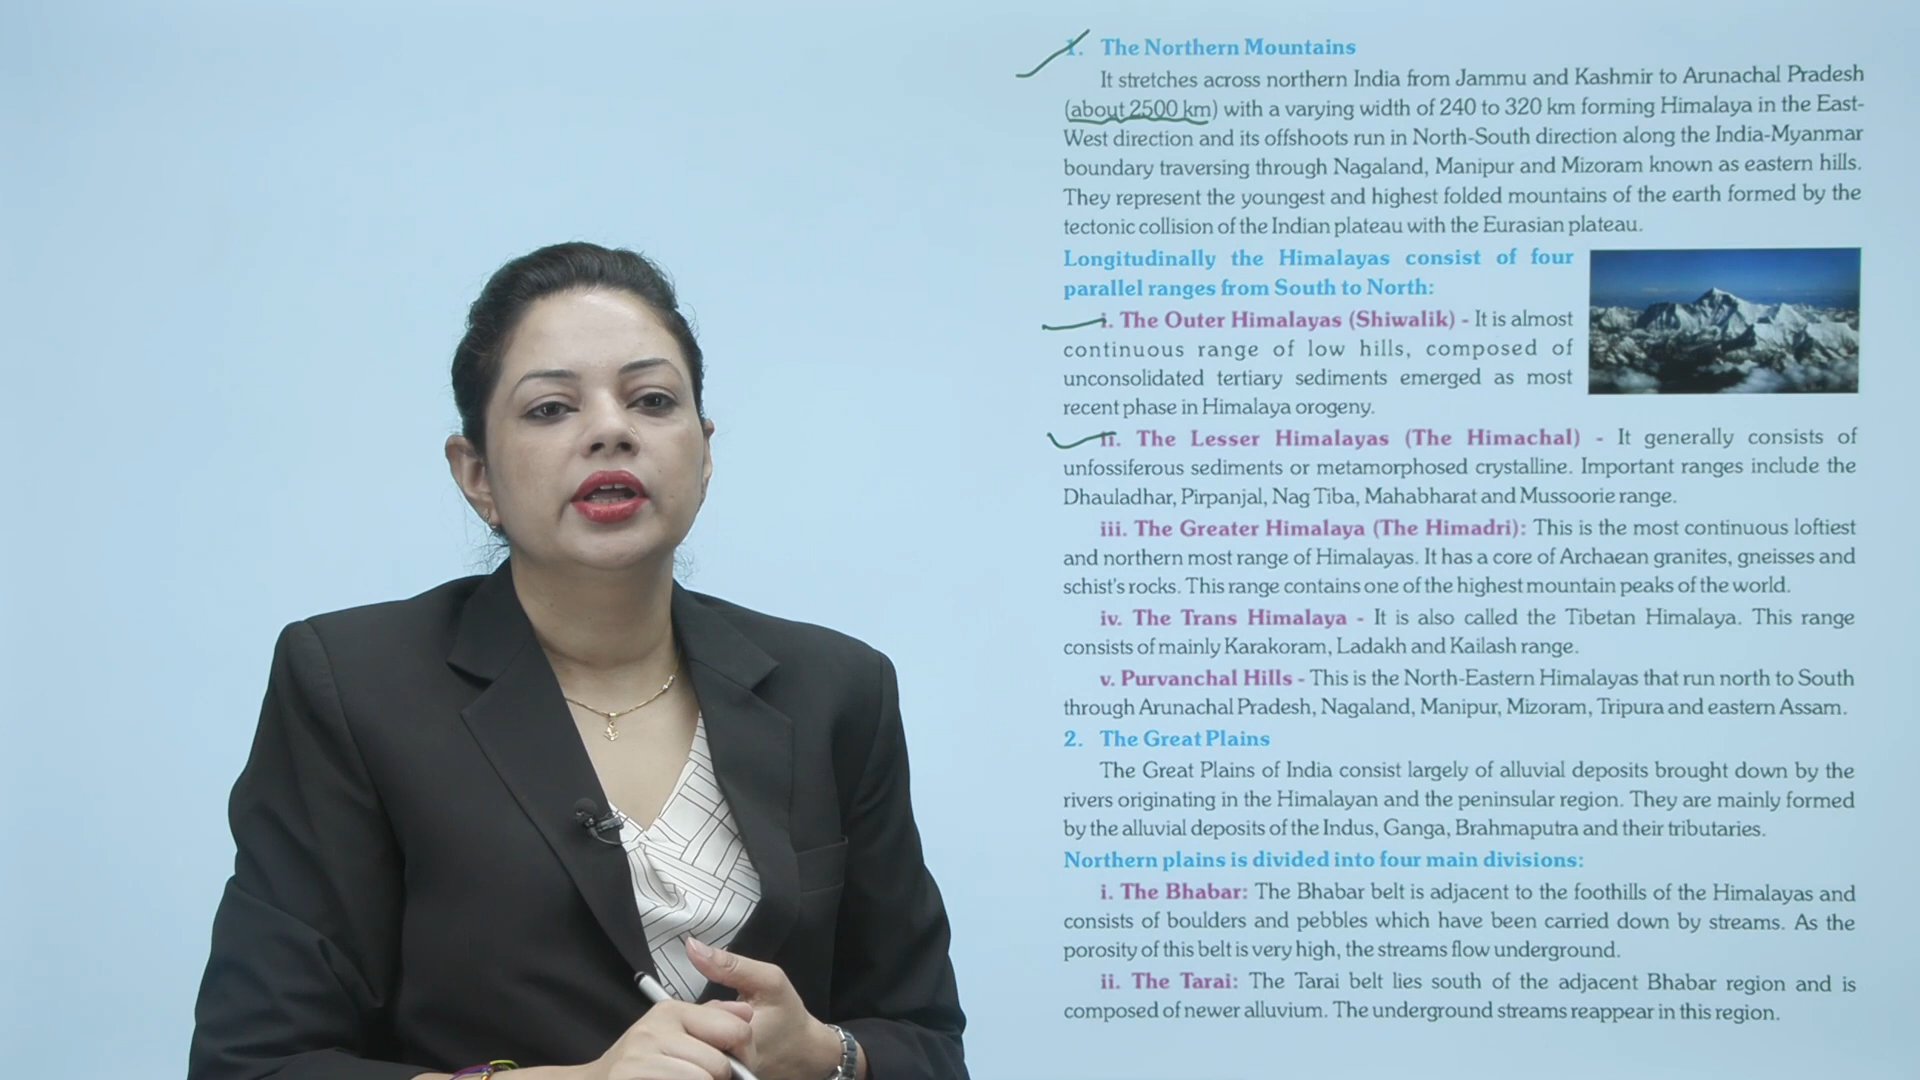 1. The Northern Mountains
It stretches across northern India from Jammu and Kashmir to Arunachal Pradesh
(about 2500 km) with a varying width of 240 to 320 km forming Himalaya in the East-
West direction and its offshoots run in North-South direction along the India-Myanmar
boundary traversing through Nagaland, Manipur and Mizoram known as eastern hills.
They represent the youngest and highest folded mountains of the earth formed by the
tectonic collision of the Indian plateau with the Eurasian plateau.
Longitudinally the Himalayas consist of four
parallel ranges from South to North:
i. The Outer Himalayas (Shiwalik) - It is almost
continuous range of low hills, composed of
unconsolidated tertiary sediments emerged as most
recent phase in Himalaya orogeny.
ii. The Lesser Himalayas (The Himachal) - It generally consists of
unfossiferous sediments or metamorphosed crystalline. Important ranges include the
Dhauladhar, Pirpanjal, Nag Tiba, Mahabharat and Mussoorie range.
iii. The Greater Himalaya (The Himadri): This is the most continuous loftiest
and northern most range of Himalayas. It has a core of Archaean granites, gneisses and
schist's rocks. This range contains one of the highest mountain peaks of the world.
iv. The Trans Himalaya - It is also called the Tibetan Himalaya. This range
consists of mainly Karakoram, Ladakh and Kailash range.
v. Purvanchal Hills - This is the North-Eastern Himalayas that run north to South
through Arunachal Pradesh, Nagaland, Manipur, Mizoram, Tripura and eastern Assam.
2. The Great Plains
The Great Plains of India consist largely of alluvial deposits brought down by the
rivers originating in the Himalayan and the peninsular region. They are mainly formed
by the alluvial deposits of the Indus, Ganga, Brahmaputra and their tributaries.
Northern plains is divided into four main divisions:
i. The Bhabar: The Bhabar belt is adjacent to the foothills of the Himalayas and
consists of boulders and pebbles which have been carried down by streams. As the
porosity of this belt is very high, the streams flow underground.
ii. The Tarai: The Tarai belt lies south of the adjacent Bhabar region and is
composed of newer alluvium. The underground streams reappear in this region.